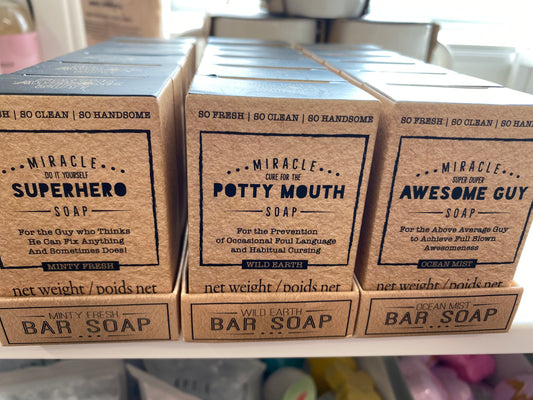 FRESH | SO CLEAN | SO HANDSOME
MIRACLE
DO IT YOURSELF
SUPERHERO
SOAP
For the Guy who Thinks
He Can Fix Anything
And Sometimes Does!
MINTY FRESH
net weight / poids net
MINTY FRESH
BAR SOAP
SO FRESH | SO CLEAN | SO HANDSOME
MIRACLE
CURE FOR THE
POTTY MOUTH
SOAP
For the Prevention
of Occasional Foul Language
and Habitual Cursing
WILD EARTH
net weight / poids net
WILD EARTH
BAR SOAP
SO FRESH | SO CLEAN | SO HAND
MIRACLE
SUPER DUPER
AWESOME GUY
SOAP
For the Above Average Guy
to Achieve Full Blown
Awesomeness
OCEAN MIST
net weight / poids net
OCEAN MIST
BAR SOAP